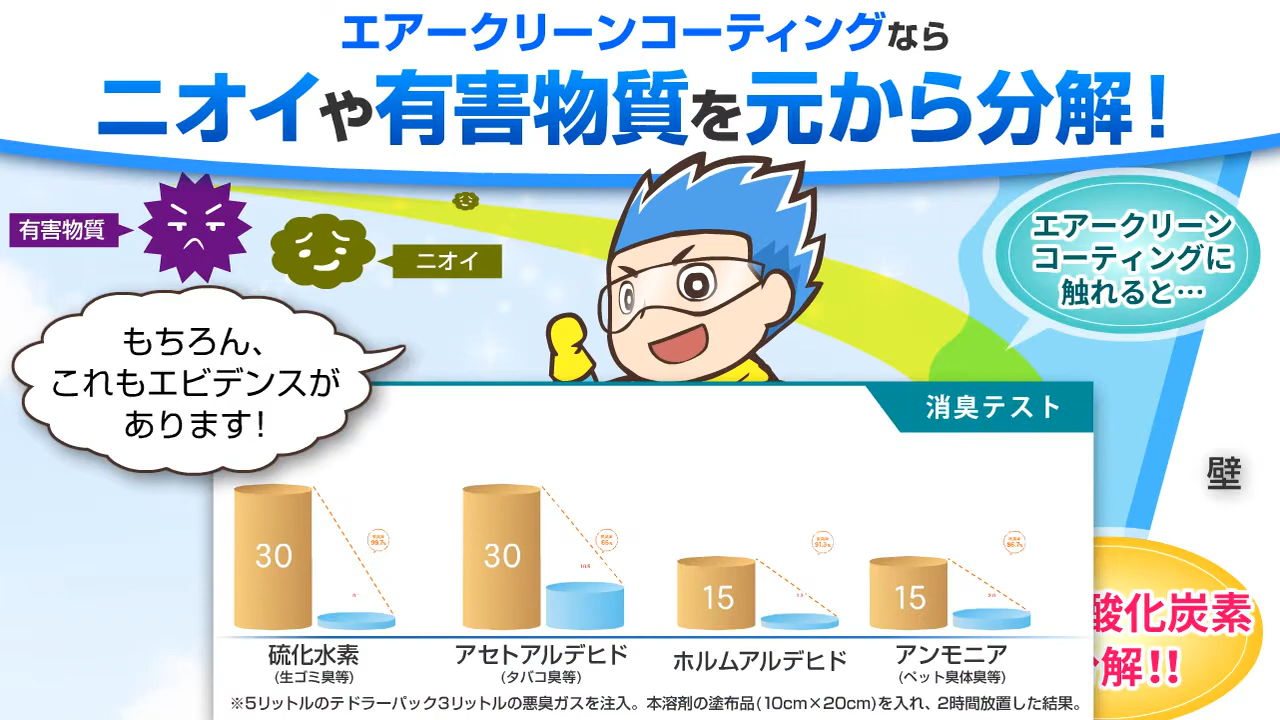 エアークリーンコーティングなら
ニオイや有害物質を元から分解！
有害物質
ニオイ
エアークリーン
コーティングに
触れると…
もちろん、
これもエビデンスが
あります！
消臭テスト
壁
30
99.7%
30
65%
15
91.3%
15
86.7%
酸化炭素
分解！！
硫化水素
（生ゴミ臭等）
アセトアルデヒド
（タバコ臭等）
ホルムアルデヒド
アンモニア
（ペット臭体臭等）
※5リットルのテドラーパック3リットルの悪臭ガスを注入。本溶剤の塗布品（10cm×20cm）を入れ、2時間放置した結果。